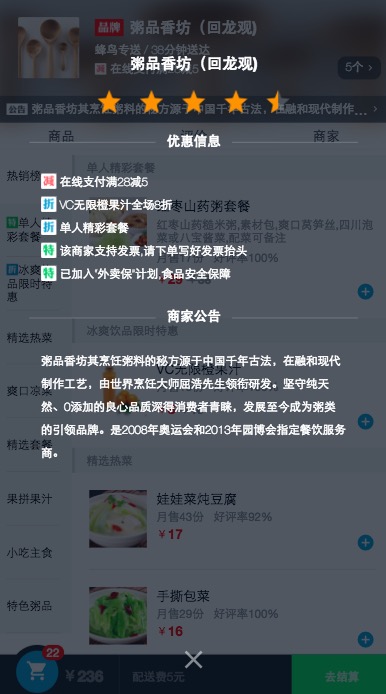 品牌 粥品香坊（回龙观）
蜂鸟专送 / 38分钟送达
减 在线支付满28减5
5个 >
粥品香坊（回龙观）
公告 粥品香坊其烹饪粥料的秘方源于中国千年古法，在融和现代制作... >
商品
商家
优惠信息
热销榜
单人精彩套餐
减 在线支付满28减5
折 VC无限橙果汁全场8折
红枣山药粥套餐
折 单人精彩套餐
特 单人精彩套餐
红枣山药糙米粥,素材包,爽口莴笋丝,四川泡菜或八宝酱菜,配菜可备注
特 该商家支持发票,请下单写好发票抬头
月售17份 好评率100%
特 已加入"外卖保"计划,食品安全保障
折 冰爽饮品限时特惠
¥29
商家公告
冰爽饮品限时特惠
精选热菜
VC无限橙果汁
粥品香坊其烹饪粥料的秘方源于中国千年古法，在融和现代
制作工艺，由世界烹饪大师屈浩先生领衔研发。坚守纯天
然、0添加的良心品质深得消费者青睐，发展至今成为粥类
的引领品牌。是2008年奥运会和2013年园博会指定餐饮服务
商。
爽口凉菜
精选套餐
精选热菜
果拼果汁
娃娃菜炖豆腐
月售43份 好评率92%
¥17
小吃主食
手撕包菜
特色粥品
月售29份 好评率100%
¥16
22
¥236
配送费5元
去结算